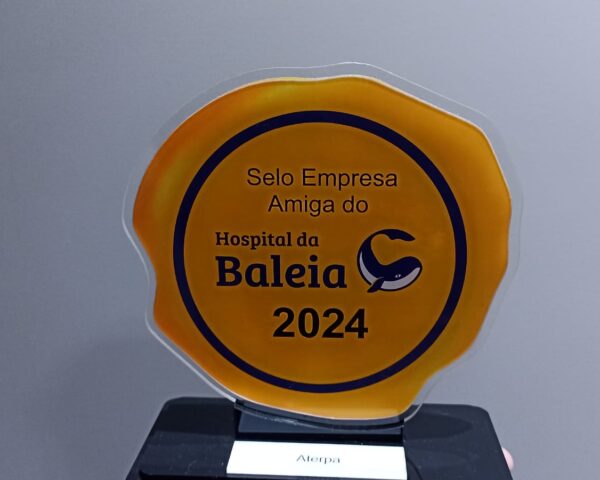 Selo Empresa
Amiga do
Hospital da
Baleia
2024
Aterpa